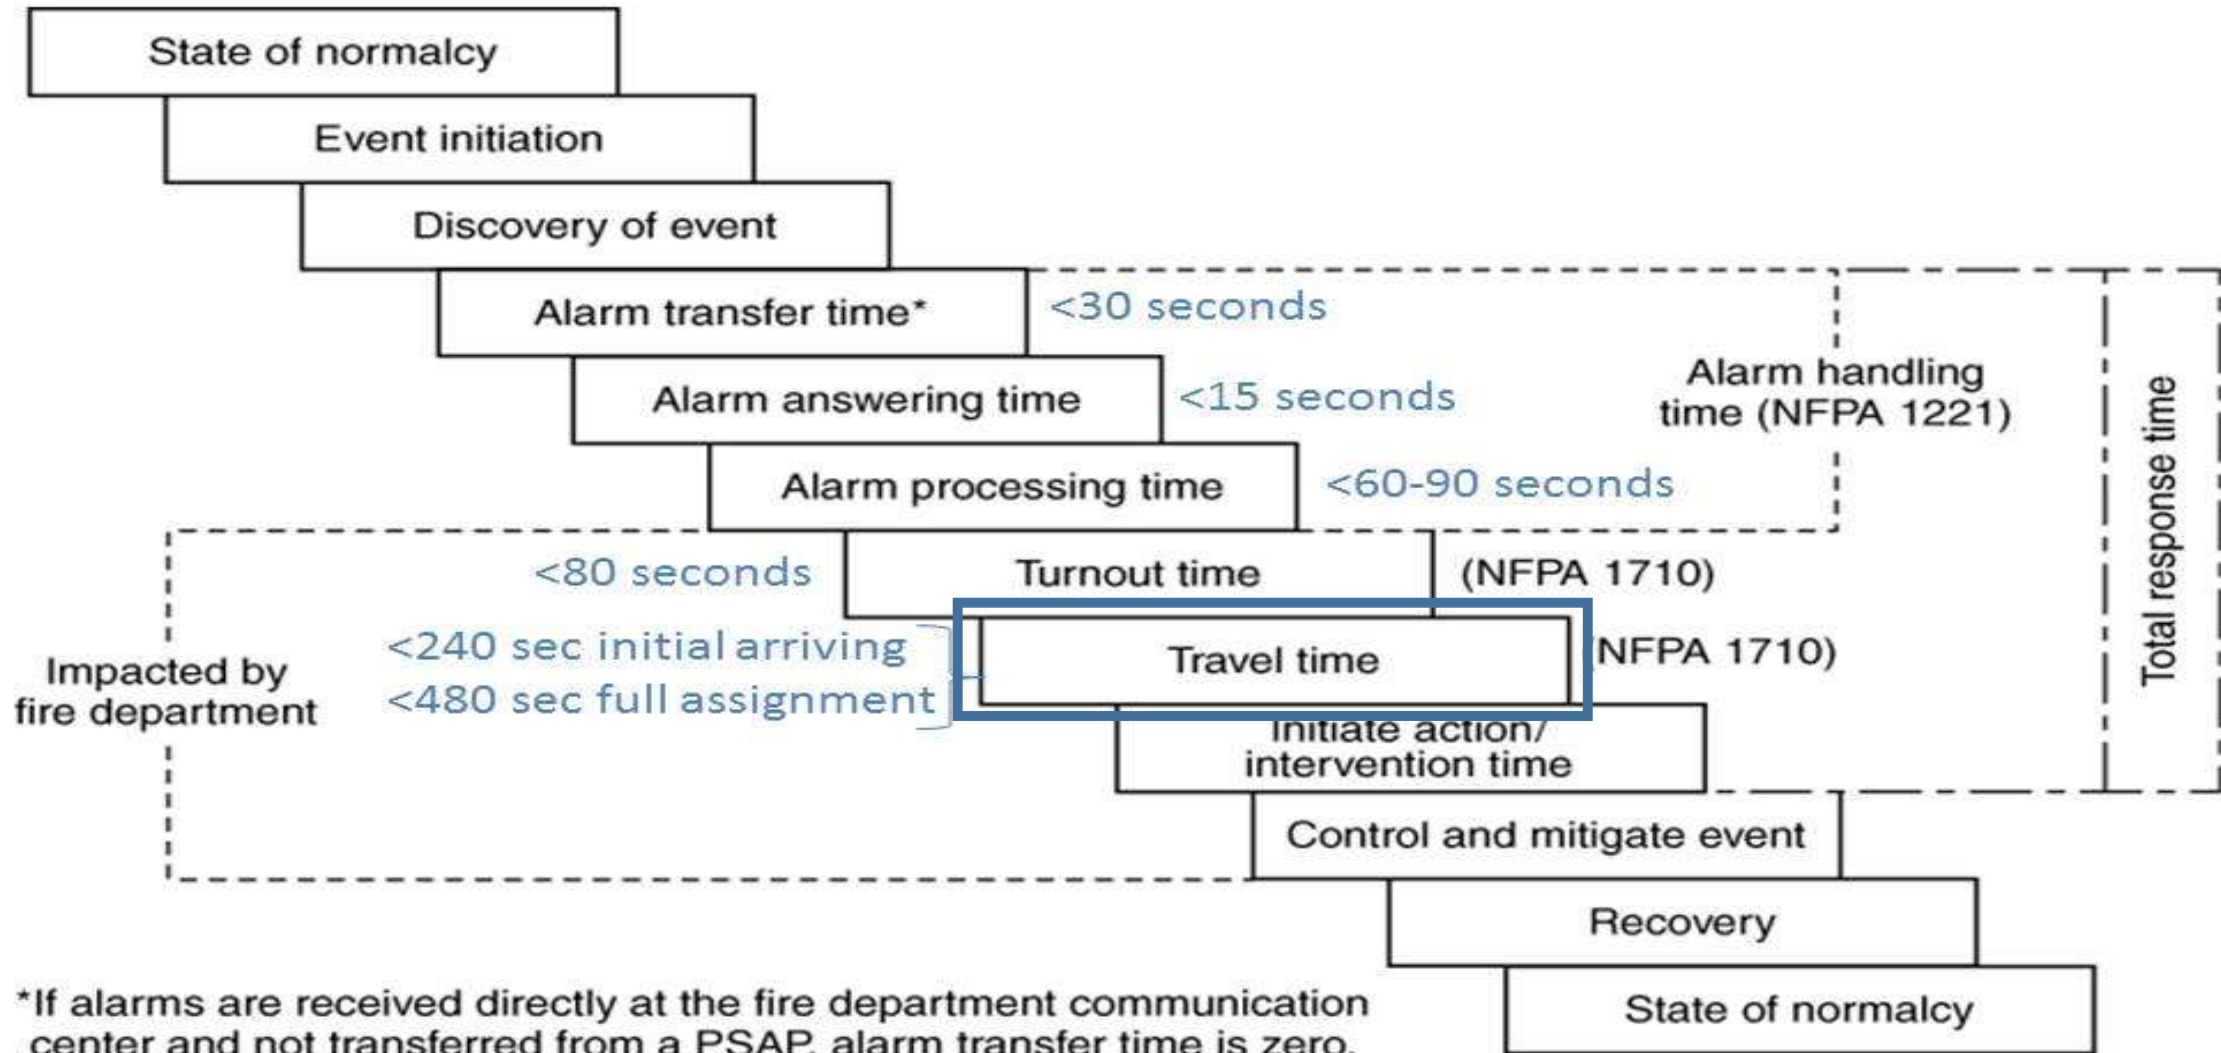 State of normalcy
Event initiation
Discovery of event
Alarm transfer time*
<30 seconds
Alarm answering time
<15 seconds
Alarm handling
time (NFPA 1221)
Alarm processing time
<60-90 seconds
Total response time
<80 seconds
Turnout time
(NFPA 1710)
<240 sec initial arriving
<480 sec full assignment
Travel time
NFPA 1710)
Impacted by
fire department
Initiate action/
intervention time
Control and mitigate event
Recovery
State of normalcy
*If alarms are received directly at the fire department communication
center and not transferred from a PSAP, alarm transfer time is zero.